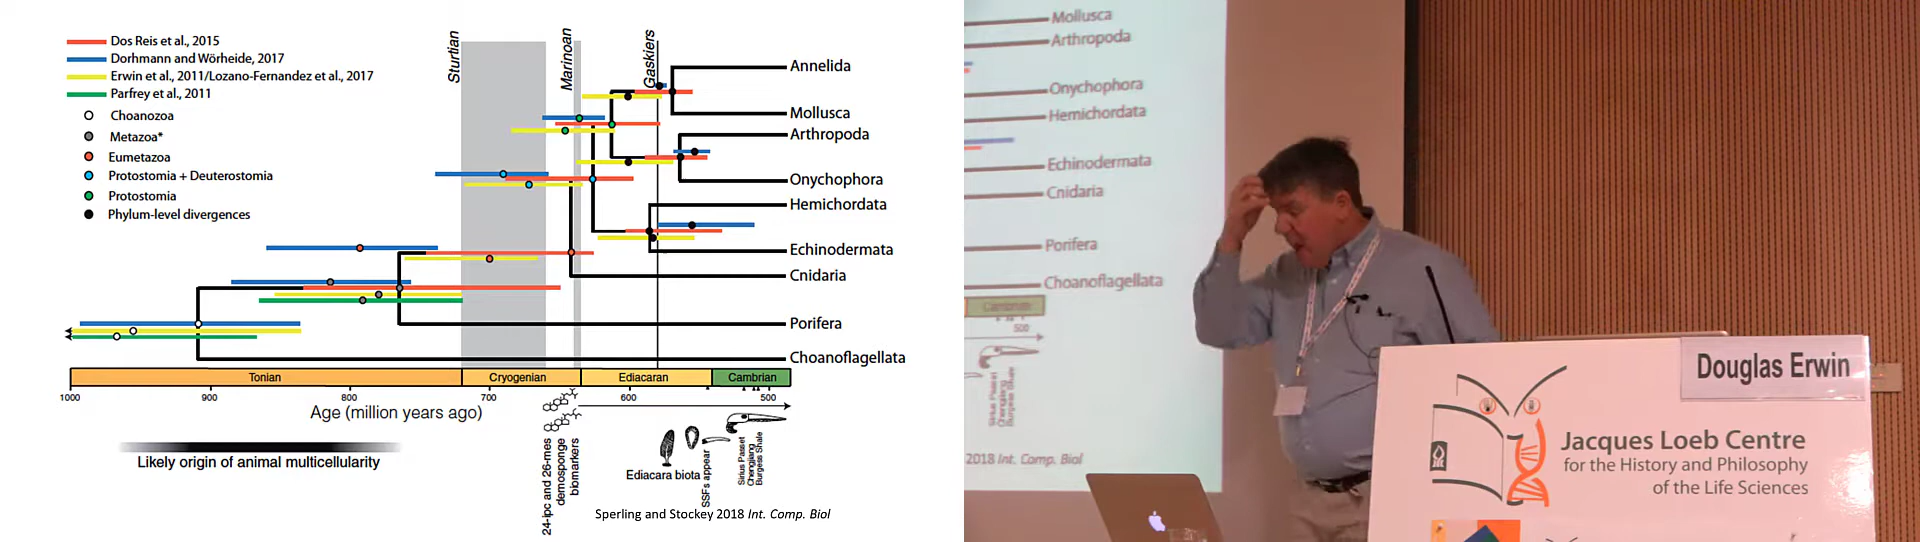 Dos Reis et al., 2015
Dorhmann and Wörheide, 2017
Erwin et al., 2011/Lozano-Fernandez et al., 2017
Parfrey et al., 2011
Choanozoa
Metazoa*
Eumetazoa
Protostomia + Deuterostomia
Protostomia
Phylum-level divergences
Sturtian
Marinoan
Gaskiers
Annelida
Mollusca
Arthropoda
Onychophora
Hemichordata
Echinodermata
Cnidaria
Porifera
Choanoflagellata
Tonian
Cryogenian
Ediacaran
Cambrian
1000
900
800
700
600
500
Age (million years ago)
Likely origin of animal multicellularity
24-ipc and 26-mes
demosponge
biomarkers
Ediacara biota
SSFs appear
Sirius Passet
Chengjiang
Burgess Shale
Sperling and Stockey 2018 Int. Comp. Biol
Mollusca
Arthropoda
Onychophora
Hemichordata
Echinodermata
Cnidaria
Porifera
Choanoflagellata
Cambrian
500
Sirius Passet
Chengjiang
Burgess Shale
2018 Int. Comp. Biol
Douglas Erwin
Jacques Loeb Centre
for the History and Philosophy
of the Life Sciences